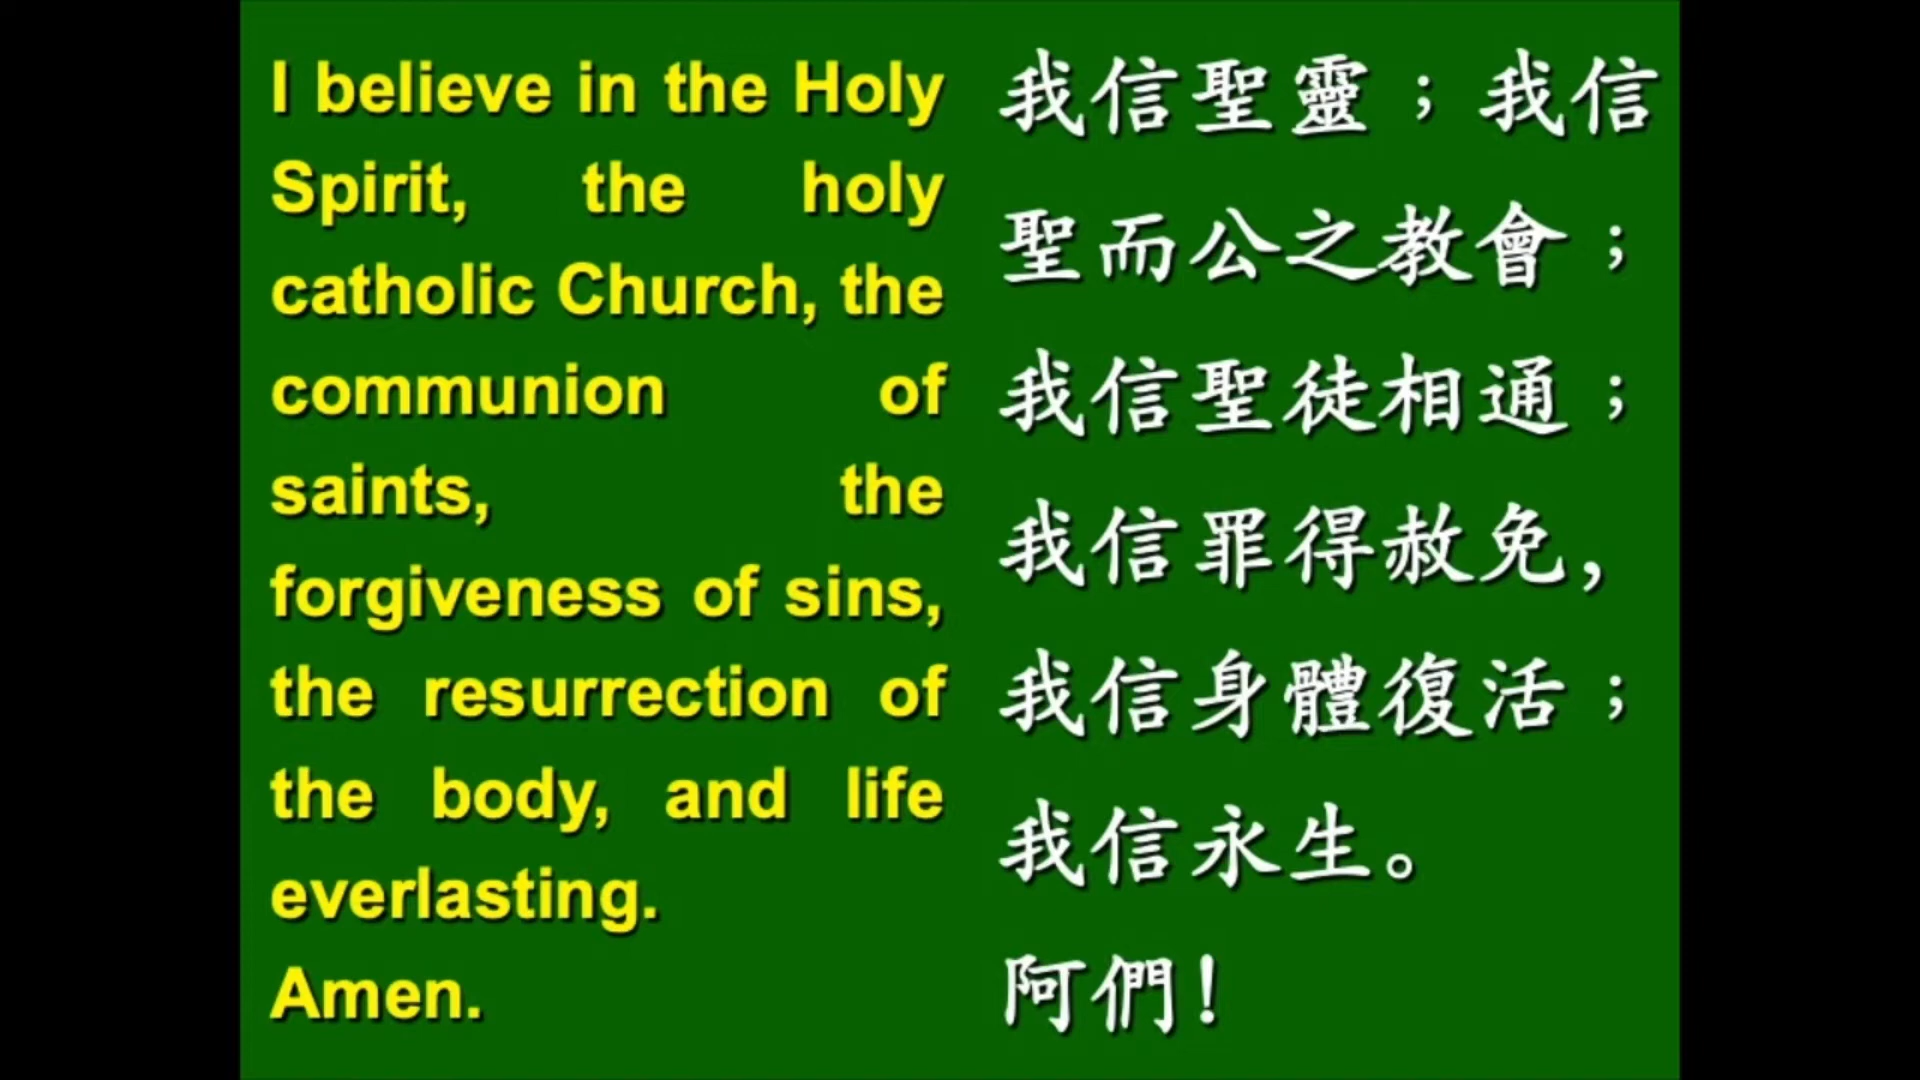 I believe in the Holy
Spirit, the holy
catholic Church, the
communion of
saints, the
forgiveness of sins,
the resurrection of
the body, and life
everlasting.
Amen.
我信聖靈；我信
聖而公之教會；
我信聖徒相通；
我信罪得赦免，
我信身體復活；
我信永生。
阿們！